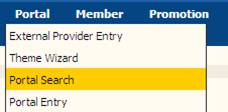 Portal Member Promotion
External Provider Entry
Theme Wizard
Portal Search
Portal Entry